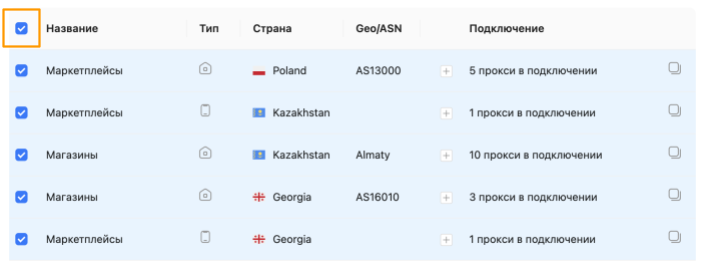 Название Тип Страна Geo/ASN Подключение
Маркетплейсы Poland AS13000 5 прокси в подключении
Маркетплейсы Kazakhstan 1 прокси в подключении
Магазины Kazakhstan Almaty 10 прокси в подключении
Магазины Georgia AS16010 3 прокси в подключении
Маркетплейсы Georgia 1 прокси в подключении